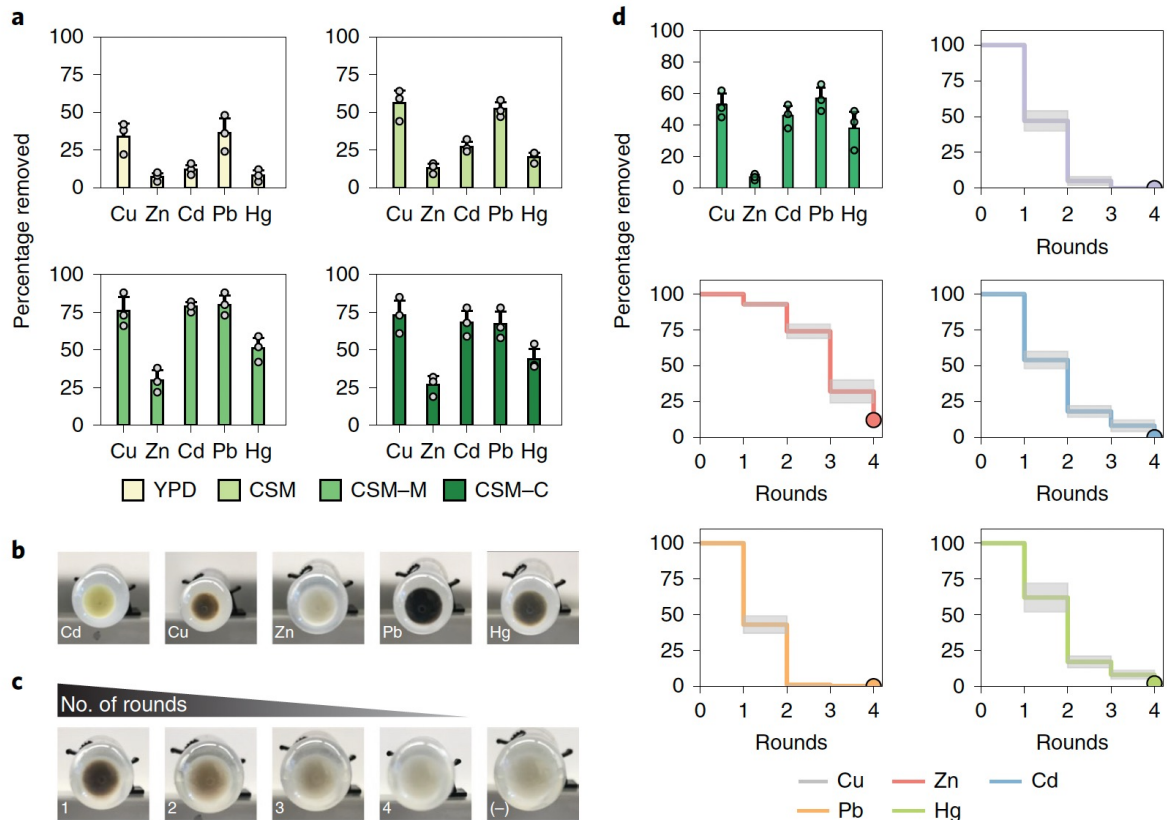 a
Percentage removed
100
75
50
25
0
Cu Zn Cd Pb Hg
100
75
50
25
0
Cu Zn Cd Pb Hg
100
75
50
25
0
Cu Zn Cd Pb Hg
100
75
50
25
0
Cu Zn Cd Pb Hg
YPD CSM CSM–M CSM–C
b
Cd Cu Zn Pb Hg
c
No. of rounds
1 2 3 4 (–)
d
Percentage removed
100
80
60
40
20
0
Cu Zn Cd Pb Hg
100
75
50
25
0
0 1 2 3 4
Rounds
100
75
50
25
0
0 1 2 3 4
Rounds
100
75
50
25
0
0 1 2 3 4
Rounds
100
75
50
25
0
0 1 2 3 4
Rounds
100
75
50
25
0
0 1 2 3 4
Rounds
Cu Zn Cd
Pb Hg